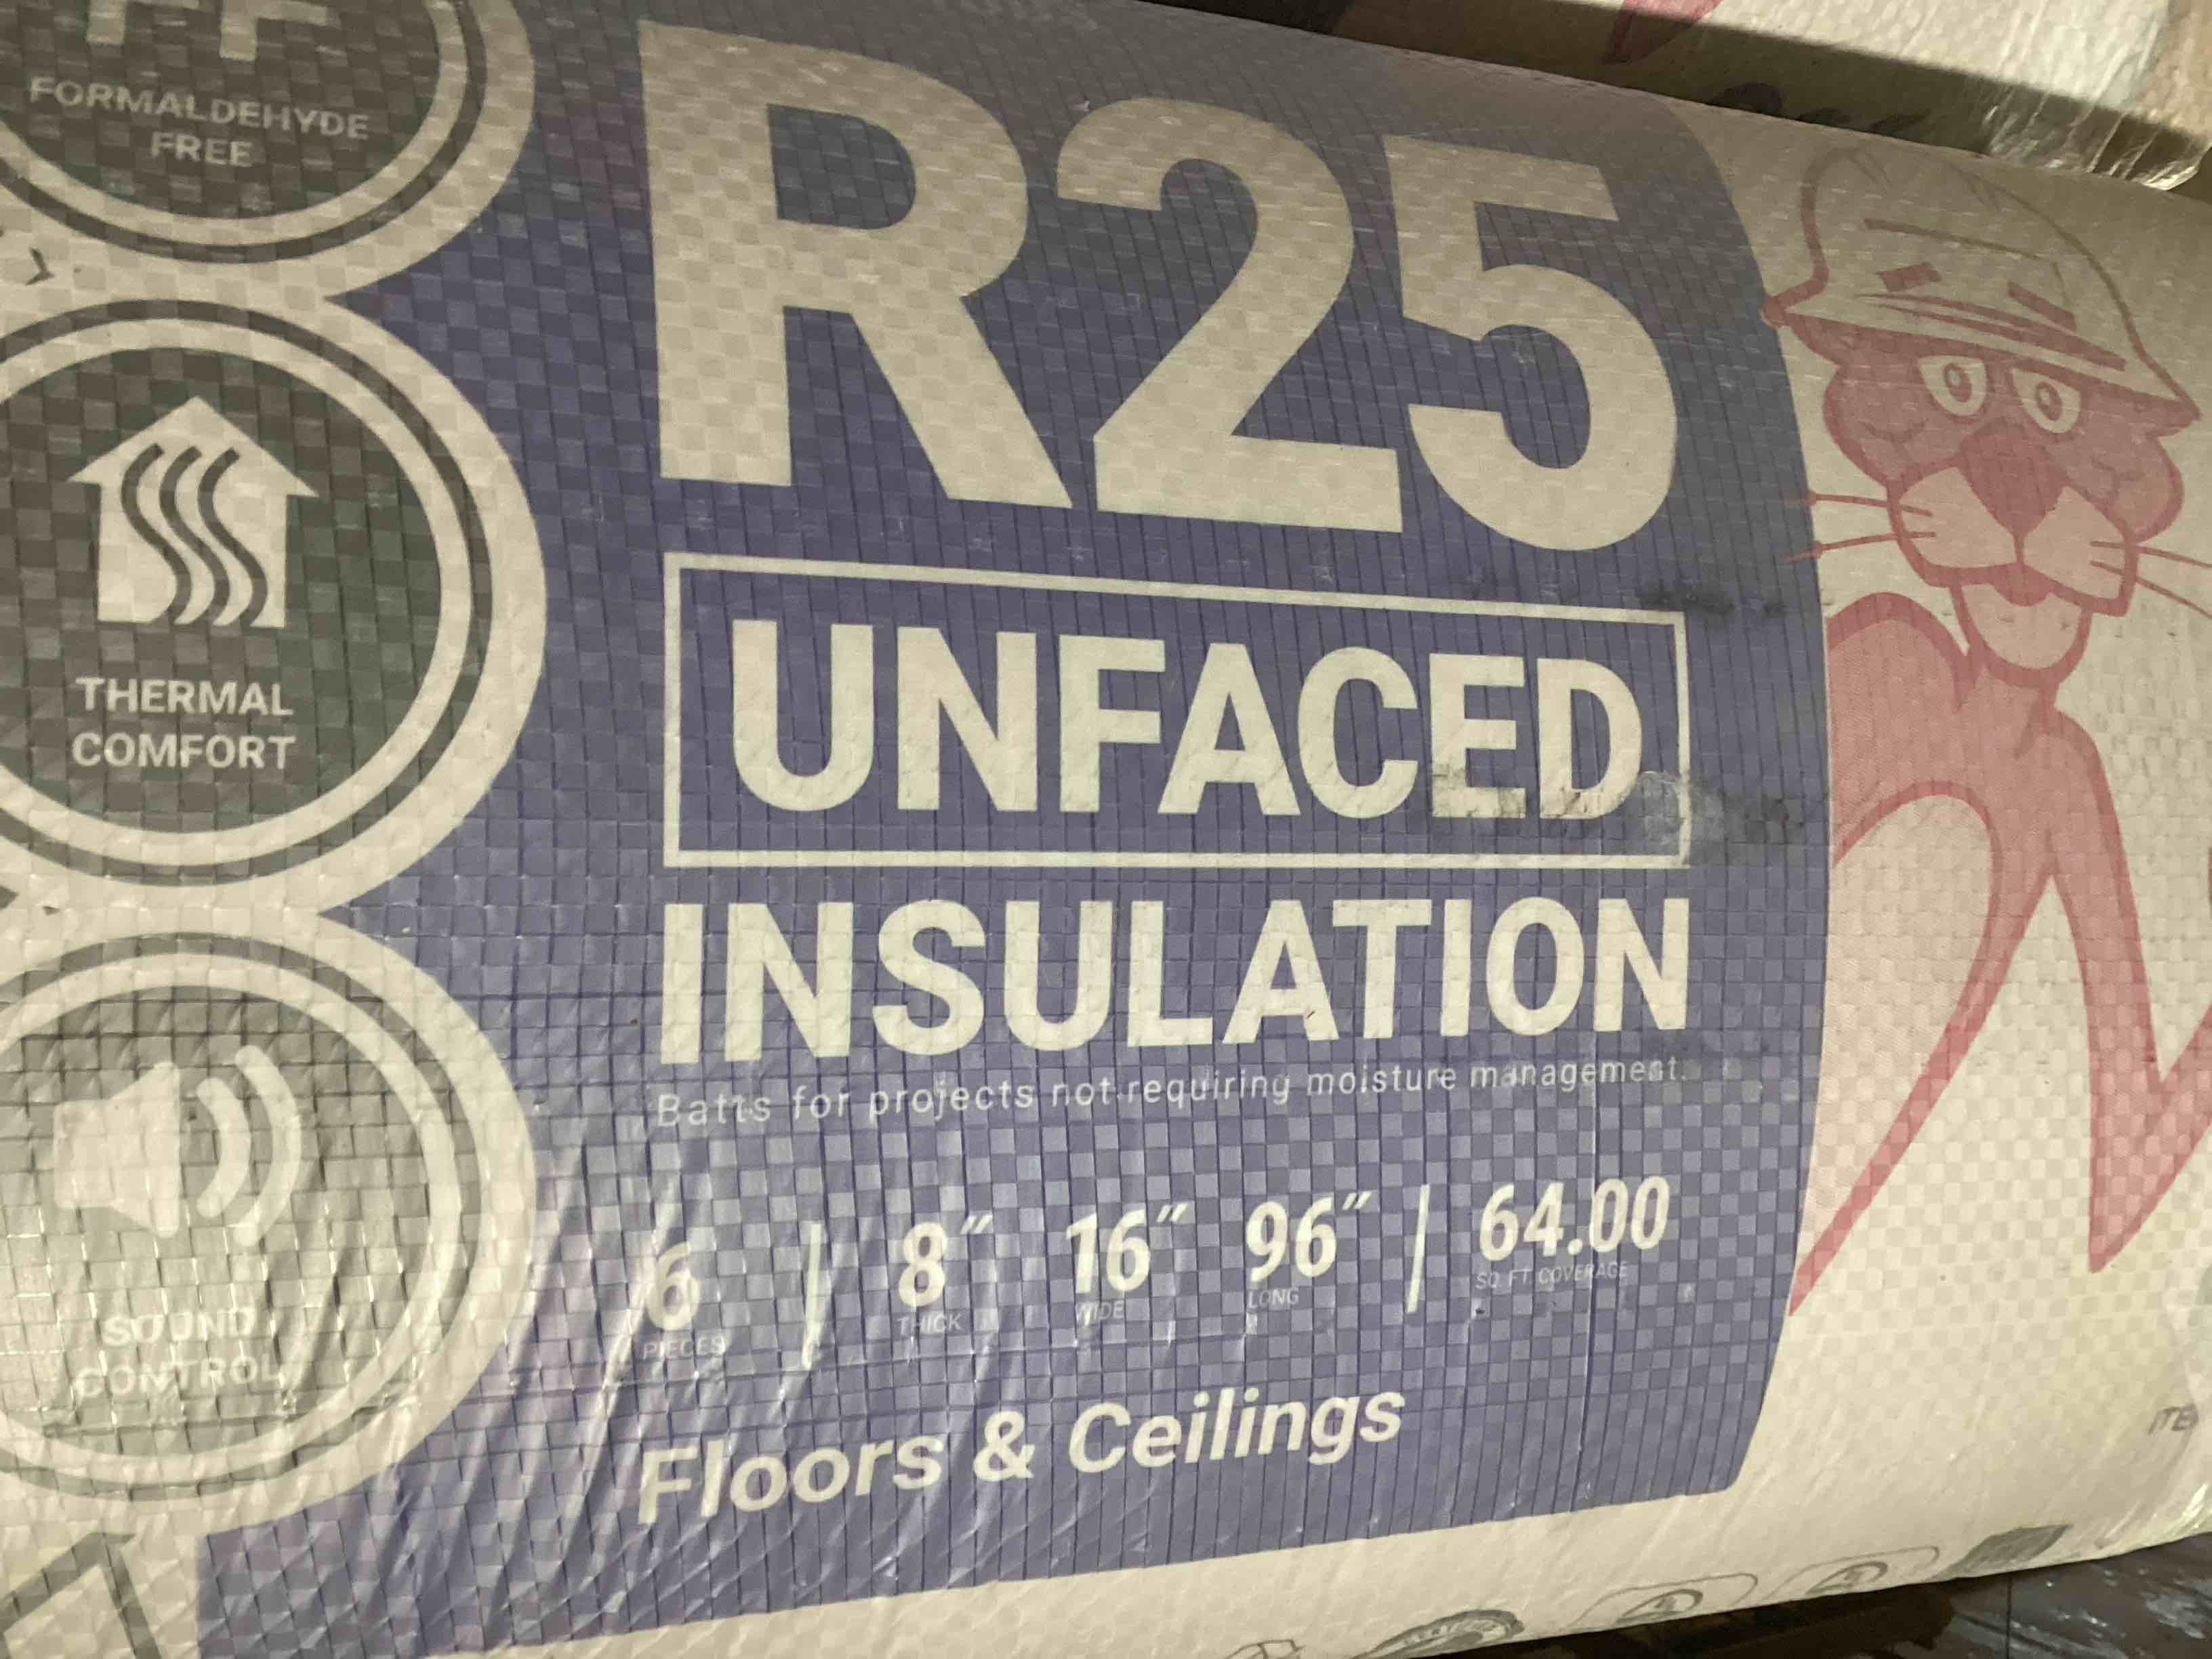 FORMALDEHYDE
FREE
THERMAL
COMFORT
SOUND
CONTROL
R25
UNFACED
INSULATION
Batts for projects not requiring moisture management.
6 | 8″ 16″ 96″ | 64.00
PIECES THICK WIDE LONG SQ FT COVERAGE
Floors & Ceilings